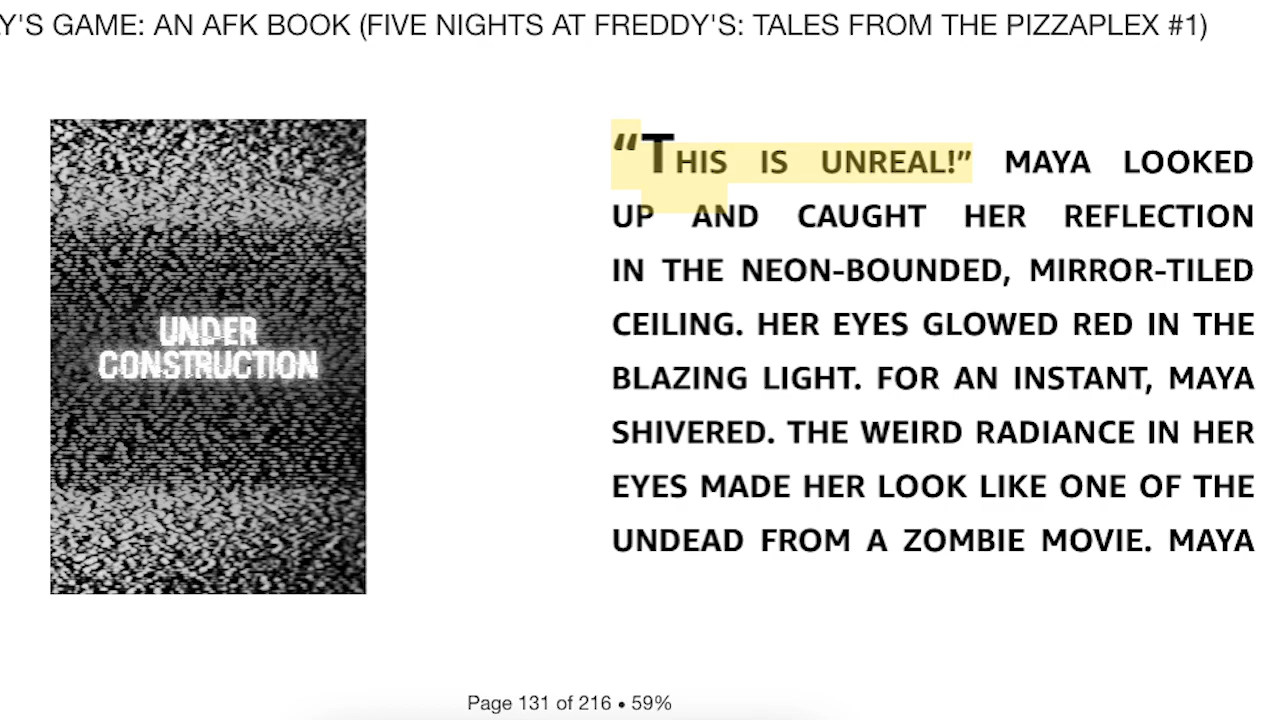 Y'S GAME: AN AFK BOOK (FIVE NIGHTS AT FREDDY'S: TALES FROM THE PIZZAPLEX #1)
UNDER
CONSTRUCTION
“THIS IS UNREAL!” MAYA LOOKED
UP AND CAUGHT HER REFLECTION
IN THE NEON-BOUNDED, MIRROR-TILED
CEILING. HER EYES GLOWED RED IN THE
BLAZING LIGHT. FOR AN INSTANT, MAYA
SHIVERED. THE WEIRD RADIANCE IN HER
EYES MADE HER LOOK LIKE ONE OF THE
UNDEAD FROM A ZOMBIE MOVIE. MAYA
Page 131 of 216 • 59%